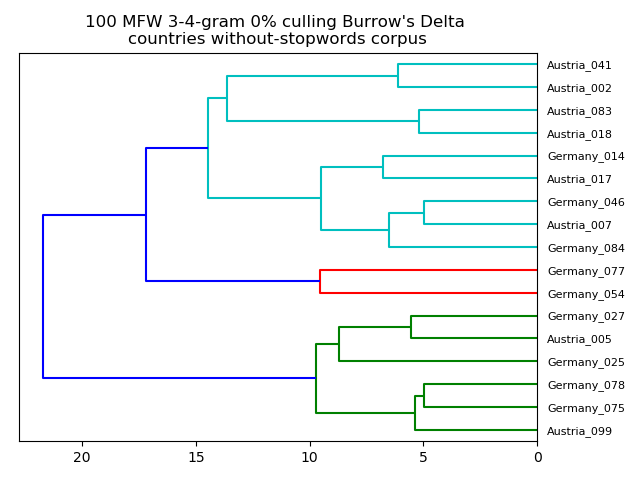 100 MFW 3-4-gram 0% culling Burrow's Delta
countries without-stopwords corpus
Austria_041
Austria_002
Austria_083
Austria_018
Germany_014
Austria_017
Germany_046
Austria_007
Germany_084
Germany_077
Germany_054
Germany_027
Austria_005
Germany_025
Germany_078
Germany_075
Austria_099
20 15 10 5 0